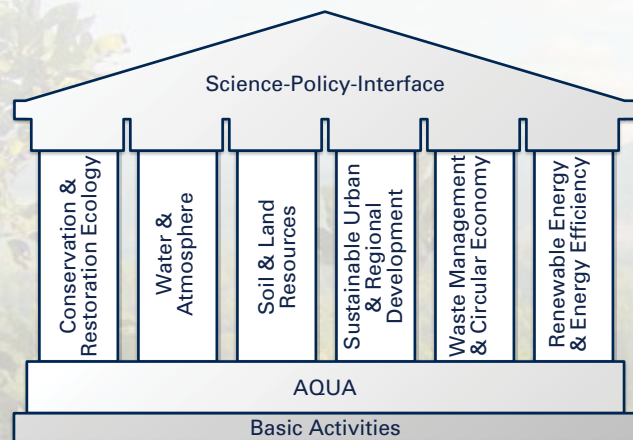 Science-Policy-Interface
Conservation &
Restoration Ecology
Water &
Atmosphere
Soil & Land
Resources
Sustainable Urban
& Regional
Development
Waste Management
& Circular Economy
Renewable Energy
& Energy Efficiency
AQUA
Basic Activities